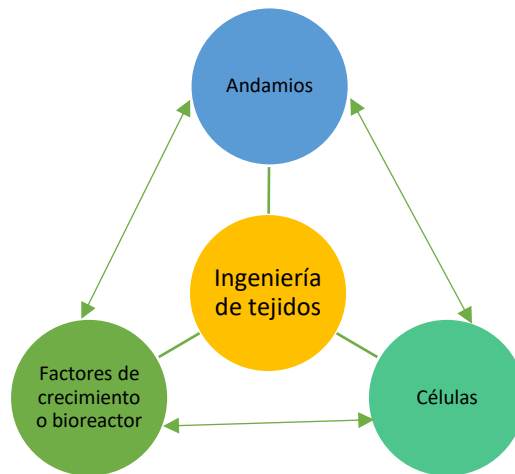 Andamios
Ingeniería
de tejidos
Factores de
crecimiento
o bioreactor
Células